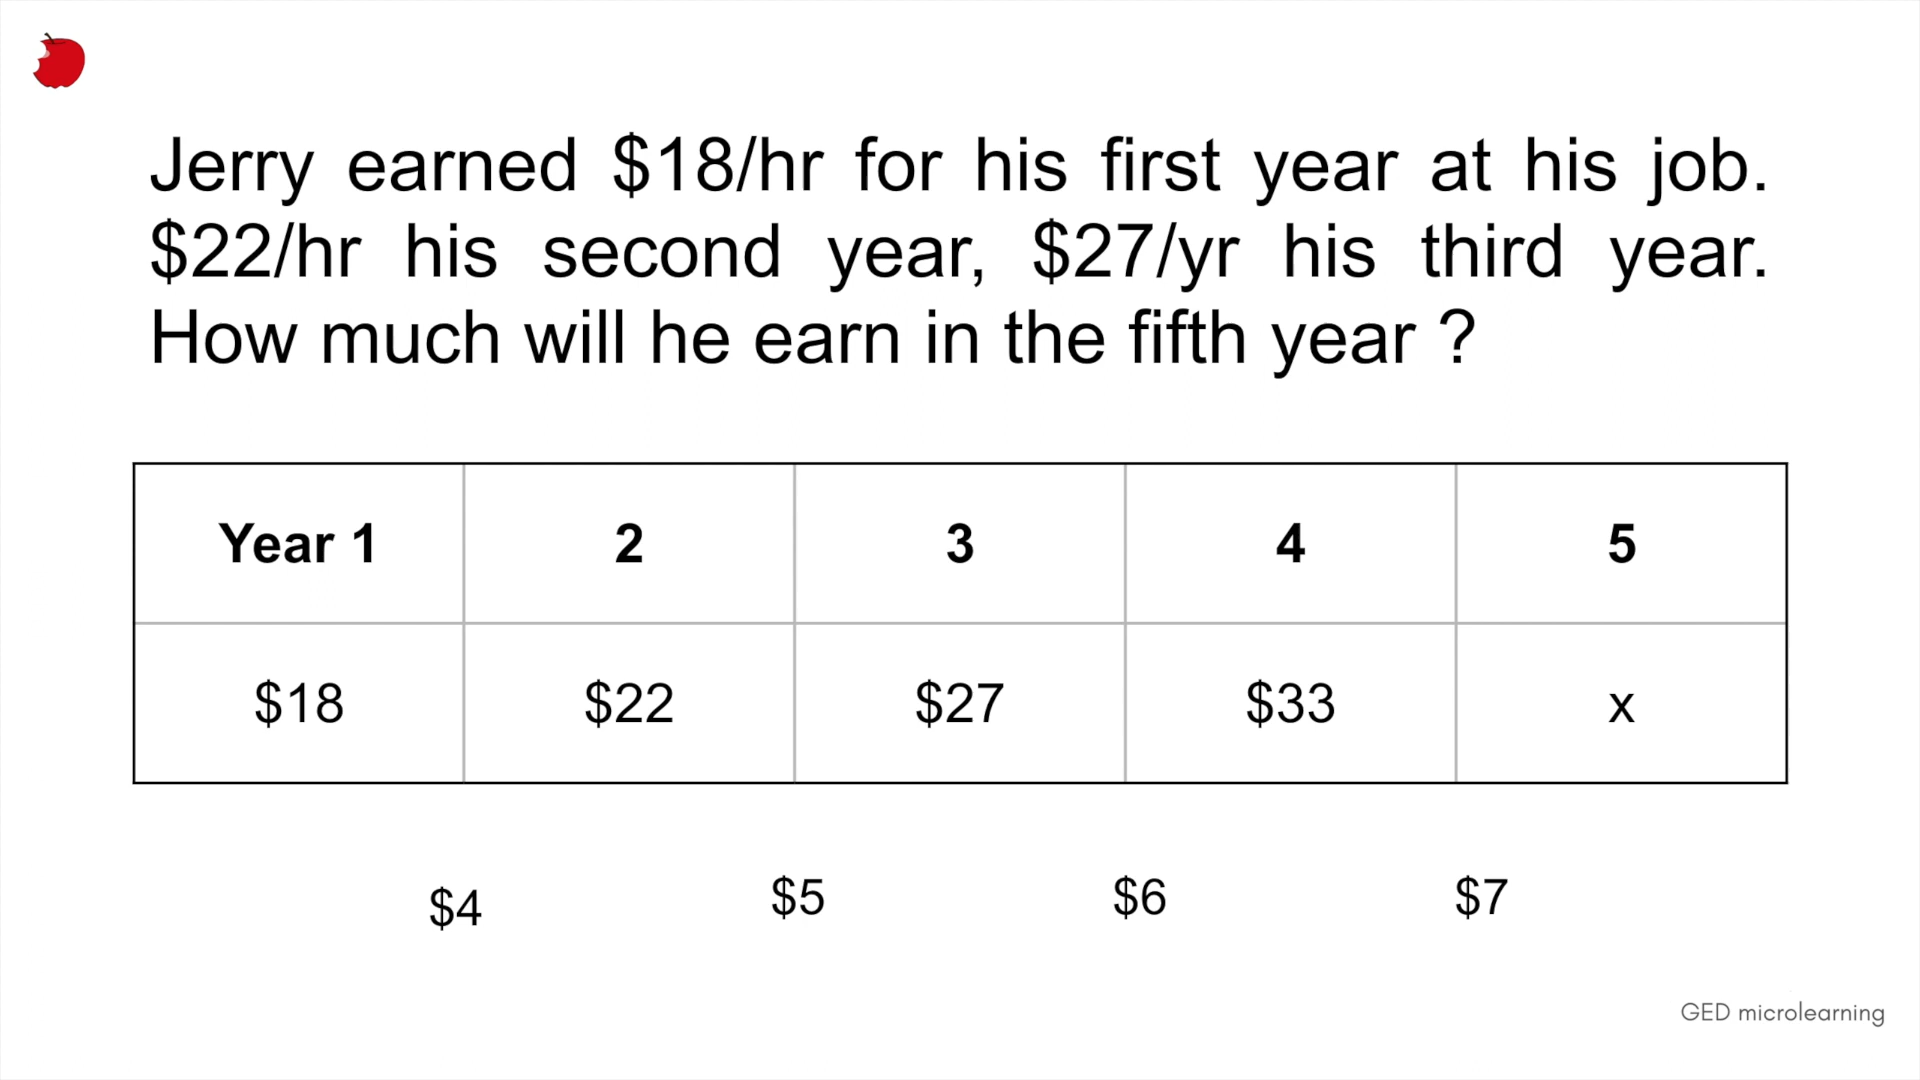 Jerry earned $18/hr for his first year at his job.
$22/hr his second year, $27/yr his third year.
How much will he earn in the fifth year ?
Year 1 2 3 4 5
$18 $22 $27 $33 x
$4 $5 $6 $7
GED microlearning